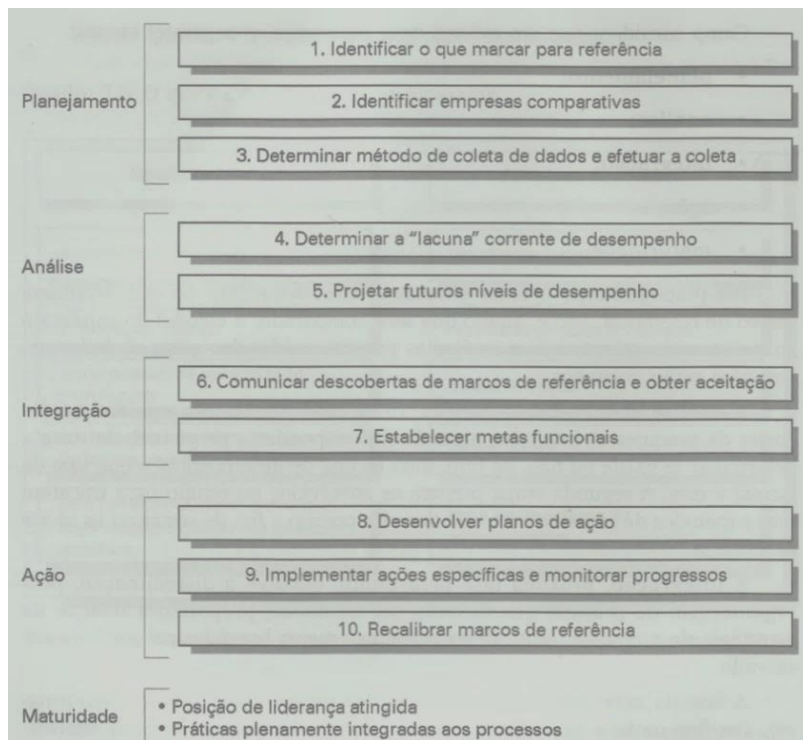 Planejamento
1. Identificar o que marcar para referência
2. Identificar empresas comparativas
3. Determinar método de coleta de dados e efetuar a coleta
Análise
4. Determinar a “lacuna” corrente de desempenho
5. Projetar futuros níveis de desempenho
Integração
6. Comunicar descobertas de marcos de referência e obter aceitação
7. Estabelecer metas funcionais
Ação
8. Desenvolver planos de ação
9. Implementar ações específicas e monitorar progressos
10. Recalibrar marcos de referência
Maturidade
• Posição de liderança atingida
• Práticas plenamente integradas aos processos